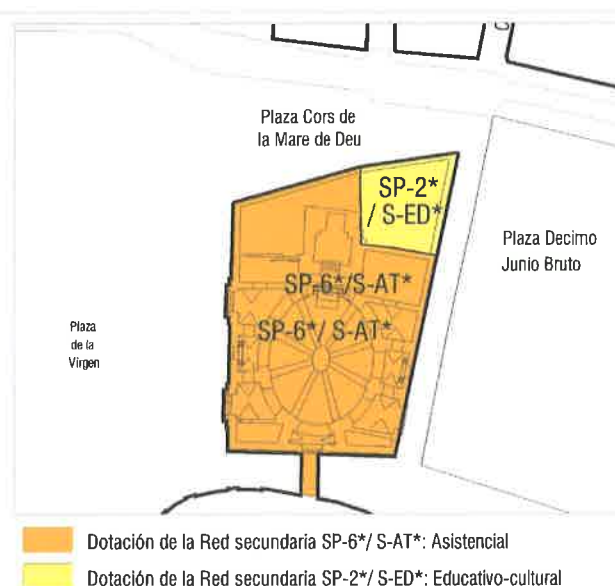 Plaza Cors de
la Mare de Deu
SP-2*
/ S-ED*
Plaza Decimo
Junio Bruto
SP-6*/S-AT*
SP-6*/ S-AT*
Plaza
de la
Virgen
Dotación de la Red secundaria SP-6*/ S-AT*: Asistencial
Dotación de la Red secundaria SP-2*/ S-ED*: Educativo-cultural